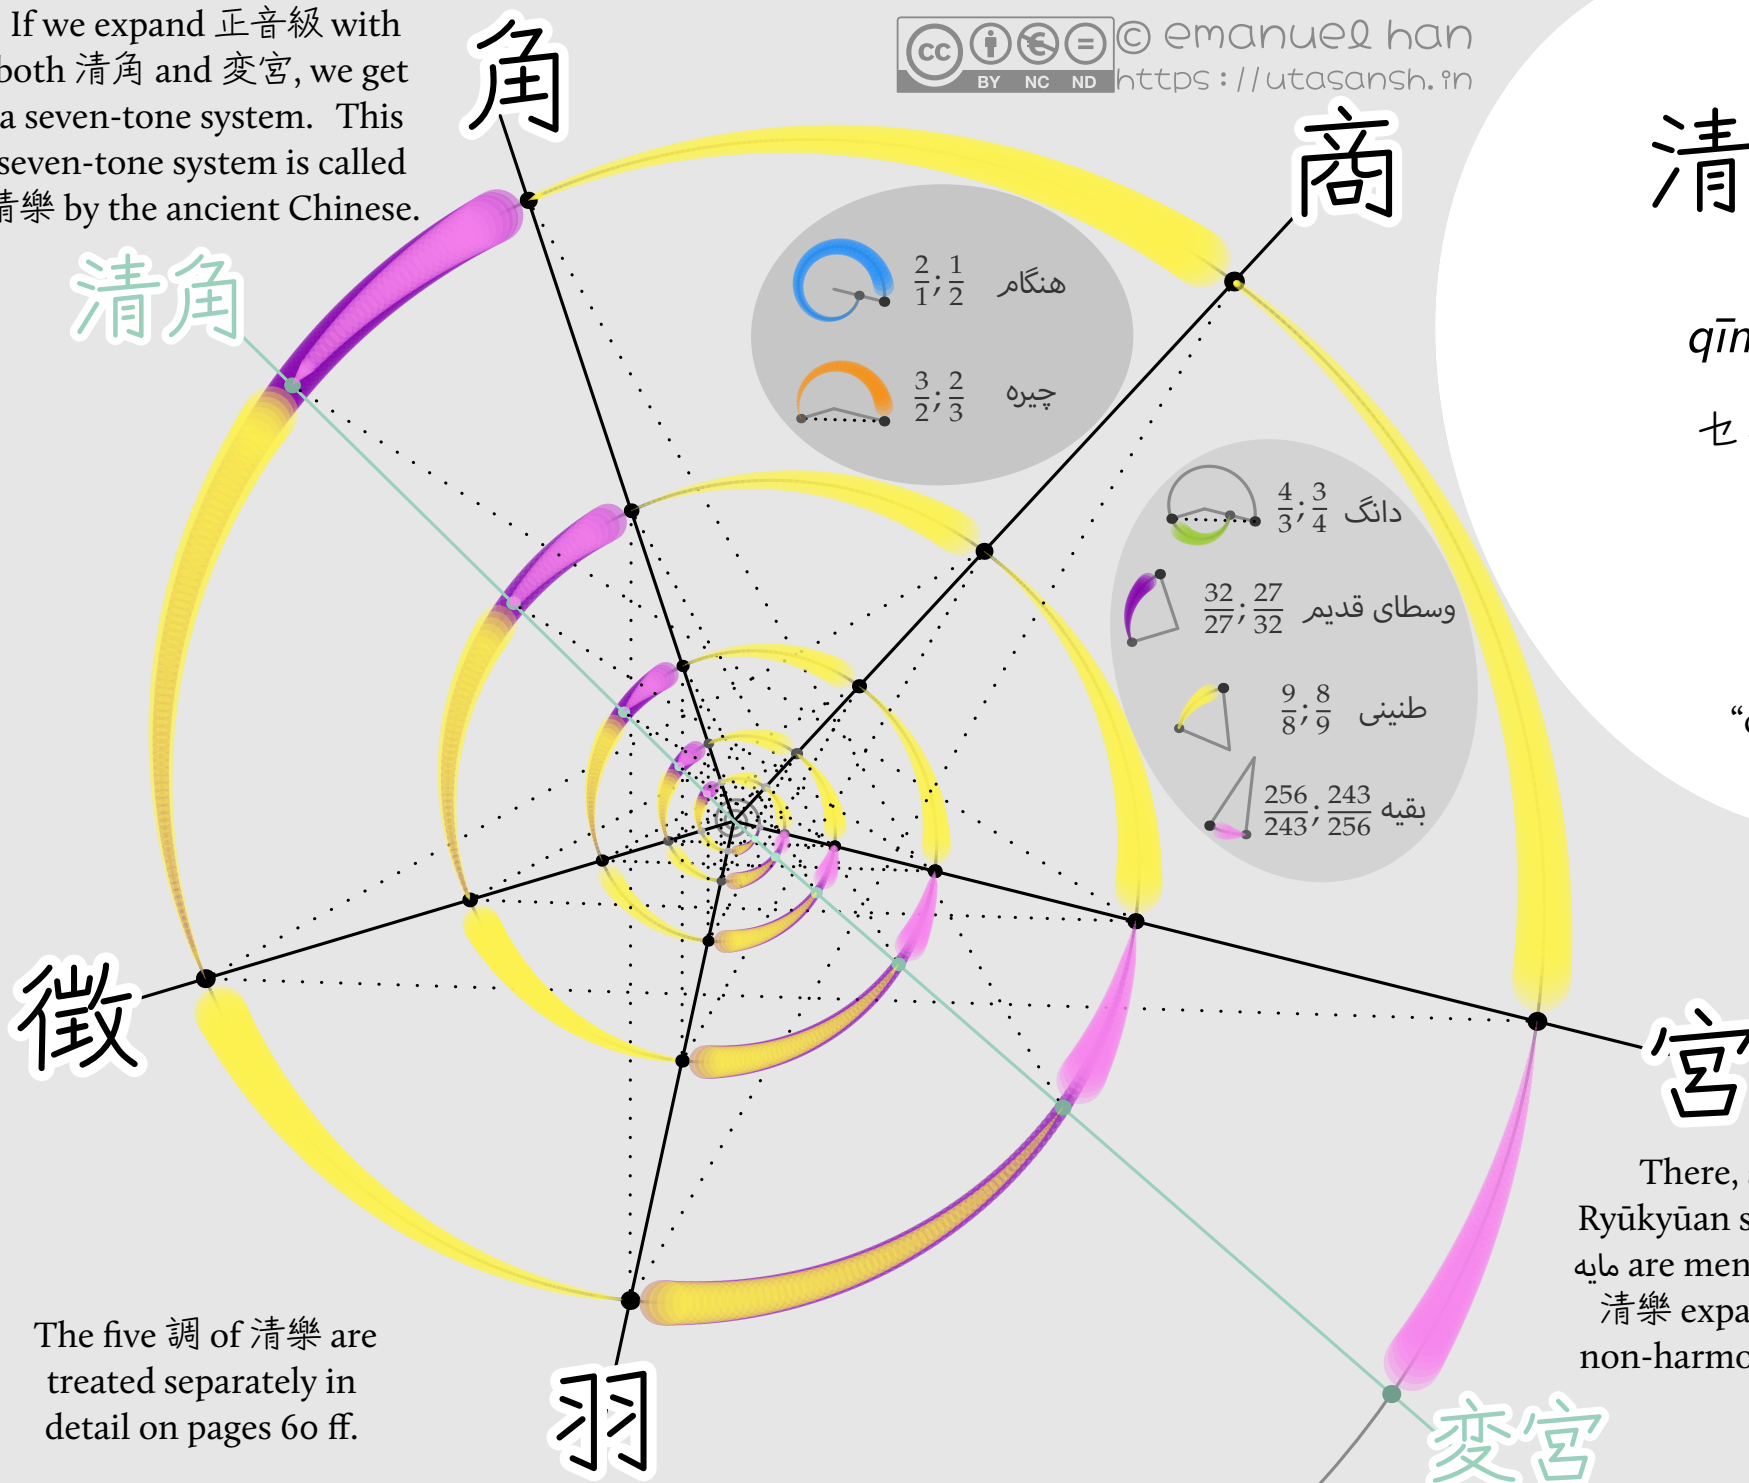 If we expand 正音級 with
both 清角 and 変宮, we get
a seven-tone system. This
seven-tone system is called
清樂 by the ancient Chinese.
角
商
清角
徵
羽
宮
変宮
CC BY NC ND
© emanuel han
https://utasansh.in
2/1; 1/2 هنگام
3/2; 2/3 چیره
4/3; 3/4 دانگ
32/27; 27/32 وسطای قدیم
9/8; 8/9 طنینی
256/243; 243/256 بقیه
清
qīn
セ
“
There,
Ryūkyūan s
مایه are men
清樂 expa
non-harmo
The five 調 of 清樂 are
treated separately in
detail on pages 60 ff.